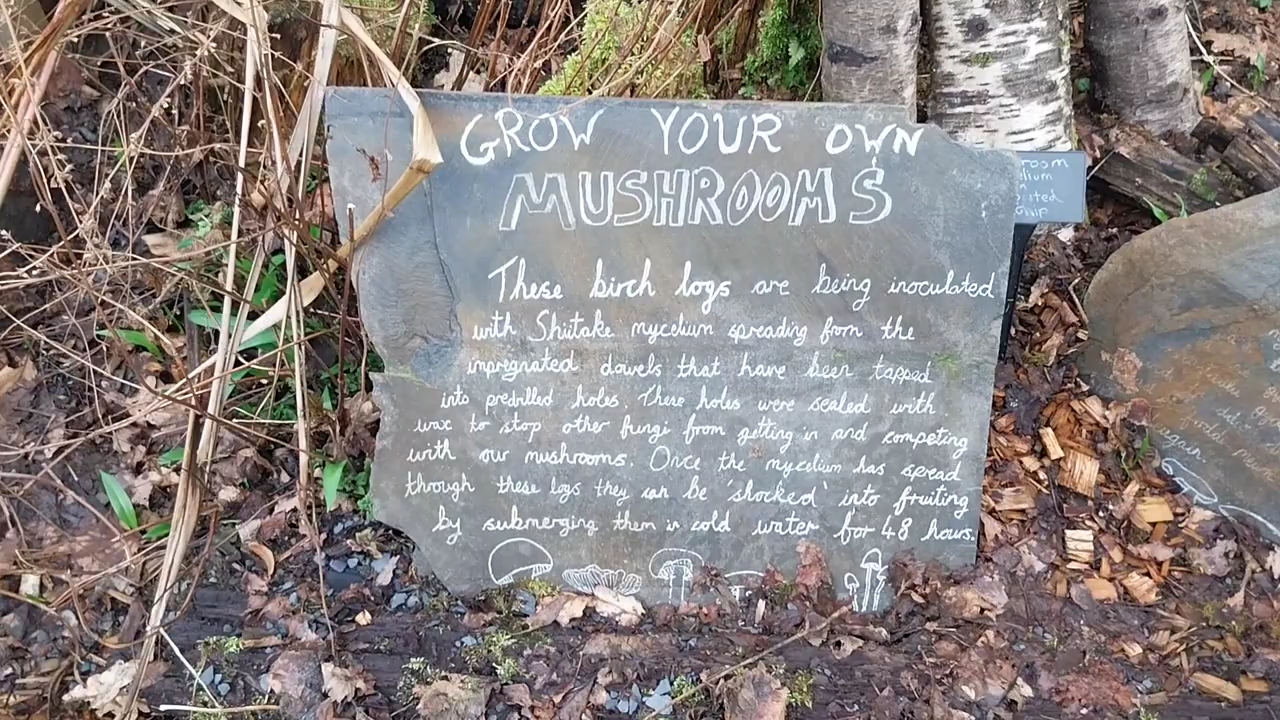 GROW YOUR OWN
MUSHROOMS
These birch logs are being inoculated
with Shiitake mycelium spreading from the
impregnated dowels that have been tapped
into predrilled holes. These holes were sealed with
wax to stop other fungi from getting in and competing
with our mushrooms. Once the mycelium has spread
through these logs they can be 'shocked' into fruiting
by submerging them in cold water for 48 hours.